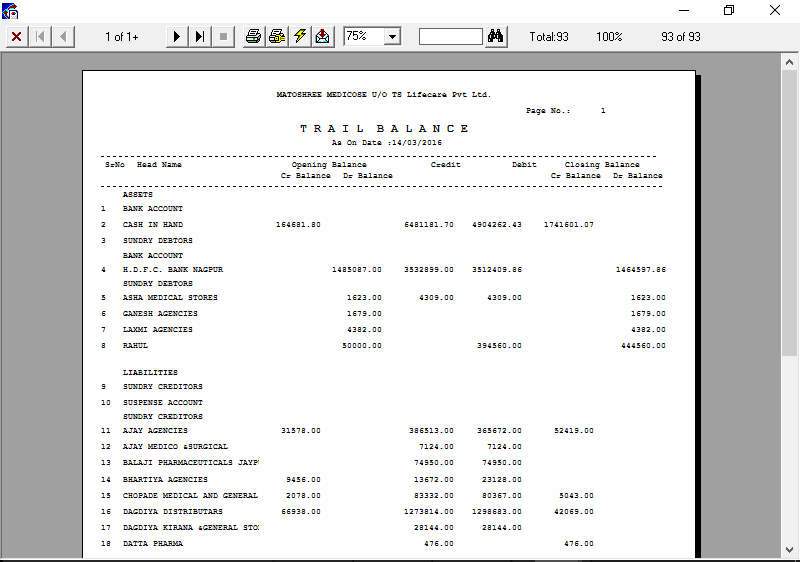 1 of 1+ 75% Total:93 100% 93 of 93
MATOSHREE MEDICOSE U/O TS Lifecare Pvt Ltd.
Page No.: 1
TRAIL BALANCE
As On Date :14/03/2016
SrNo Head Name Opening Balance Credit Debit Closing Balance
Cr Balance Dr Balance Cr Balance Dr Balance
ASSETS
1 BANK ACCOUNT
2 CASH IN HAND 164681.80 6481181.70 4904262.43 1741601.07
3 SUNDRY DEBTORS
BANK ACCOUNT
4 H.D.F.C. BANK NAGPUR 1485087.00 3532899.00 3512409.86 1464597.86
SUNDRY DEBTORS
5 ASHA MEDICAL STORES 1623.00 4309.00 4309.00 1623.00
6 GANESH AGENCIES 1679.00 1679.00
7 LAXMI AGENCIES 4382.00 4382.00
8 RAHUL 50000.00 394560.00 444560.00
LIABILITIES
9 SUNDRY CREDITORS
10 SUSPENSE ACCOUNT
SUNDRY CREDITORS
11 AJAY AGENCIES 31578.00 386513.00 365672.00 52419.00
12 AJAY MEDICO &SURGICAL 7124.00 7124.00
13 BALAJI PHARMACEUTICALS JAYPU 74950.00 74950.00
14 BHARTIYA AGENCIES 9456.00 13672.00 23128.00
15 CHOPADE MEDICAL AND GENERAL 2078.00 83332.00 80367.00 5043.00
16 DAGDIYA DISTRIBUTARS 66938.00 1273814.00 1298683.00 42069.00
17 DAGDIYA KIRANA &GENERAL STO 28144.00 28144.00
18 DATTA PHARMA 476.00 476.00